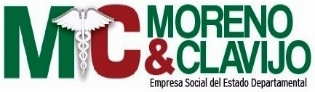 MC MORENO
&CLAVIJO
Empresa Social del Estado Departamental